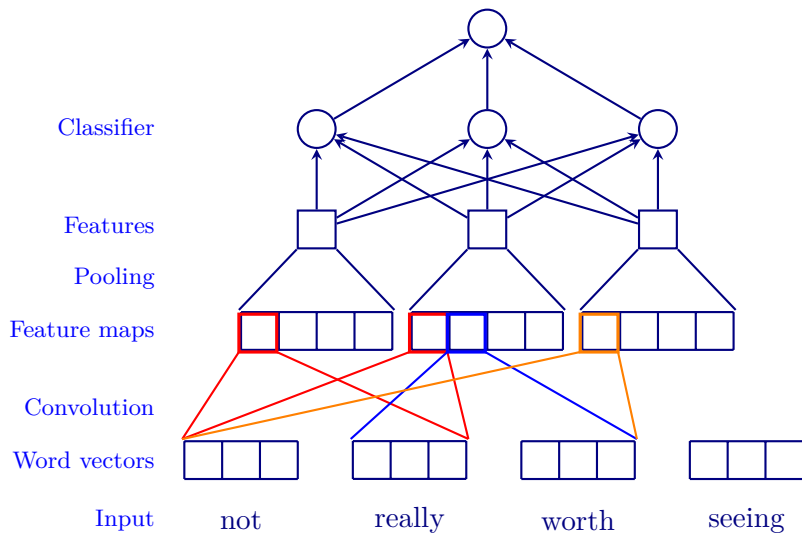 Classifier
Features
Pooling
Feature maps
Convolution
Word vectors
Input not really worth seeing